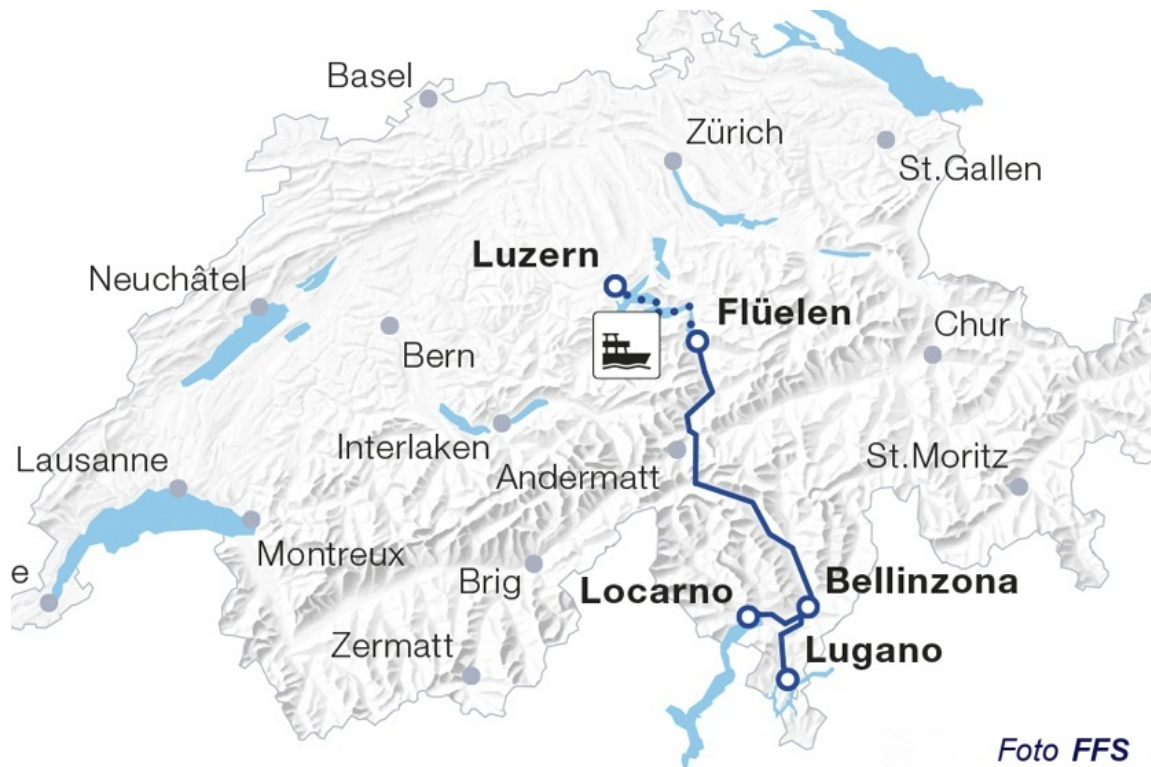 Basel
Zürich
St.Gallen
Luzern
Neuchâtel
Flüelen
Chur
Bern
Interlaken
Lausanne
Andermatt
St.Moritz
Montreux
e
Brig
Locarno
Bellinzona
Zermatt
Lugano
Foto FFS